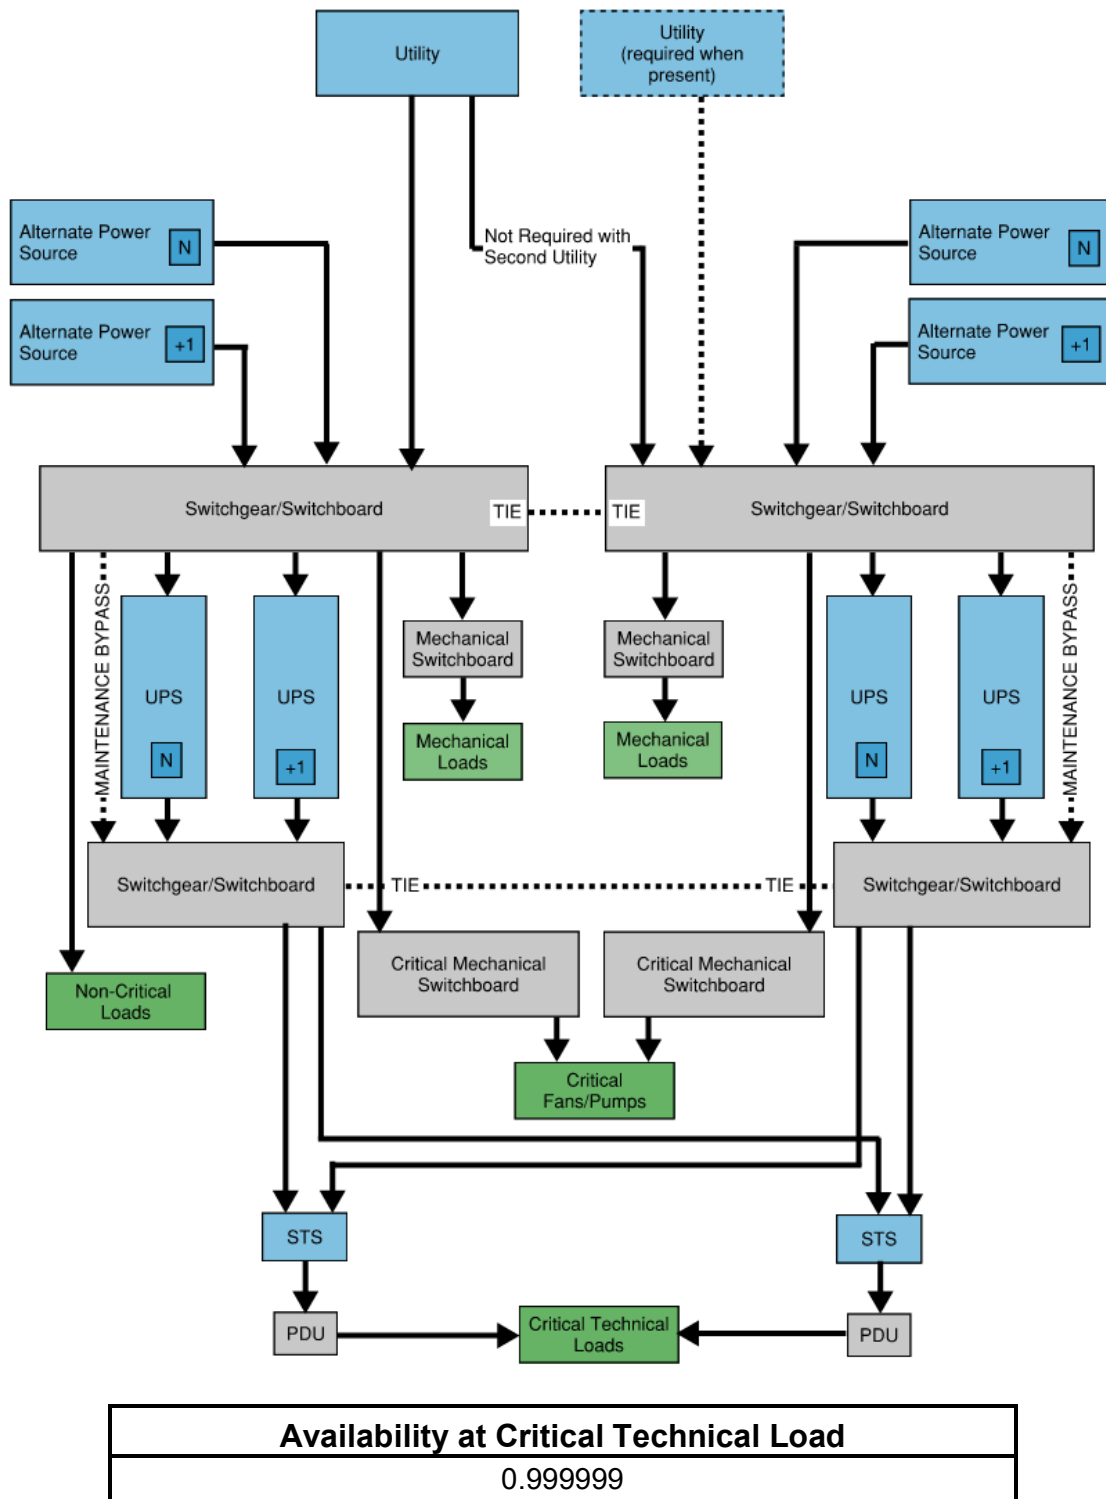 Utility
Utility
(required when
present)
Alternate Power
Source
N
Alternate Power
Source
+1
Not Required with
Second Utility
Alternate Power
Source
N
Alternate Power
Source
+1
Switchgear/Switchboard
TIE
TIE
Switchgear/Switchboard
MAINTENANCE BYPASS
UPS
N
UPS
+1
Mechanical
Switchboard
Mechanical
Loads
Mechanical
Switchboard
Mechanical
Loads
UPS
N
UPS
+1
MAINTENANCE BYPASS
Switchgear/Switchboard
TIE
TIE
Switchgear/Switchboard
Non-Critical
Loads
Critical Mechanical
Switchboard
Critical Mechanical
Switchboard
Critical
Fans/Pumps
STS
STS
PDU
Critical Technical
Loads
PDU
Availability at Critical Technical Load
0.999999